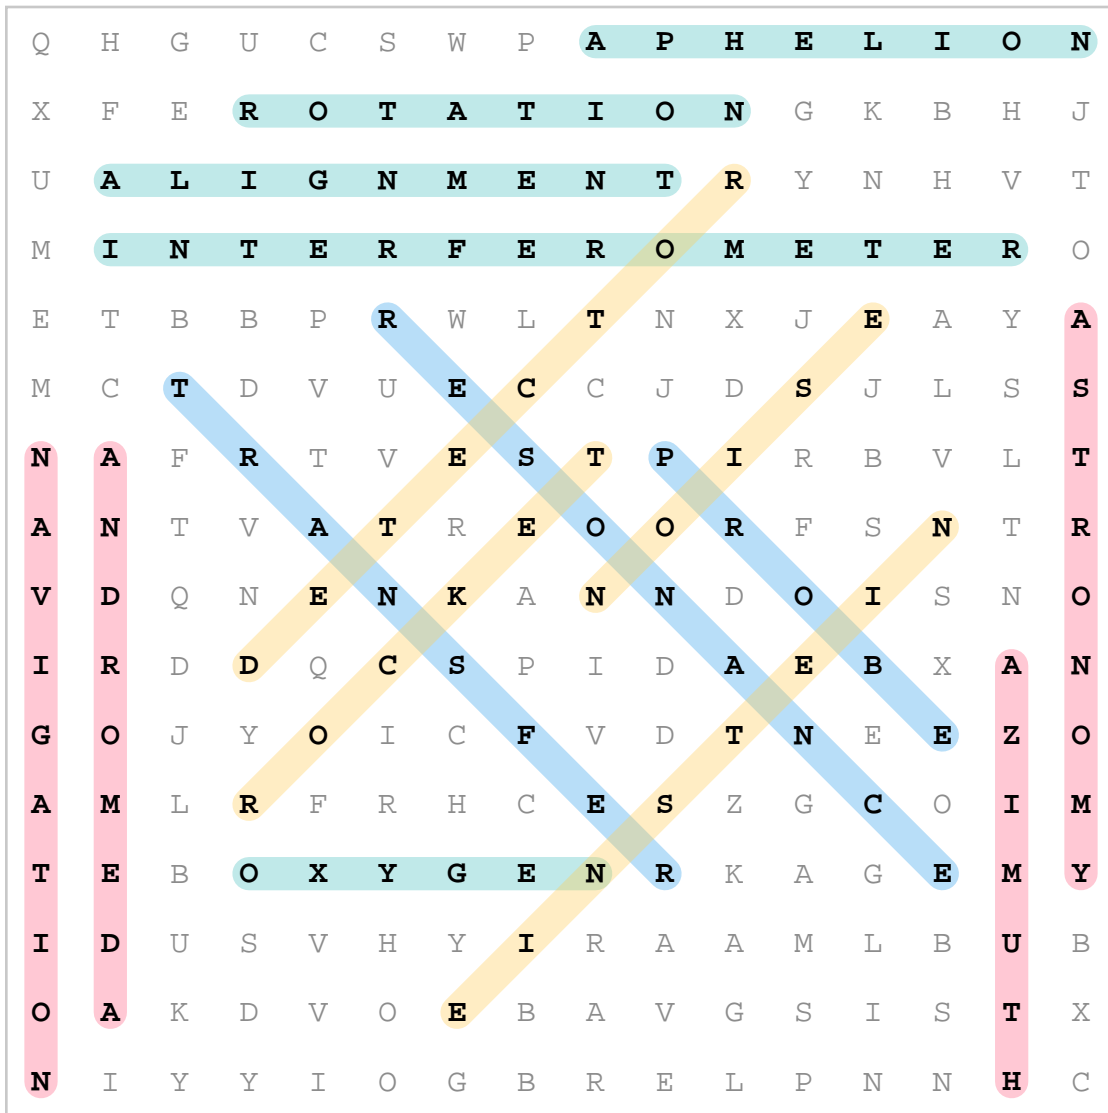 Q H G U C S W P A P H E L I O N
X F E R O T A T I O N G K B H J
U A L I G N M E N T R Y N H V T
M I N T E R F E R O M E T E R O
E T B B P R W L T N X J E A Y A
M C T D V U E C C J D S J L S S
N A F R T V E S T P I R B V L T
A N T V A T R E O O R F S N T R
V D Q N E N K A N N D O I S N O
I R D D Q C S P I D A E B X A N
G O J Y O I C F V D T N E E Z O
A M L R F R H C E S Z G C O I M
T E B O X Y G E N R K A G E M Y
I D U S V H Y I R A A M L B U B
O A K D V O E B A V G S I S T X
N I Y Y I O G B R E L P N N H C